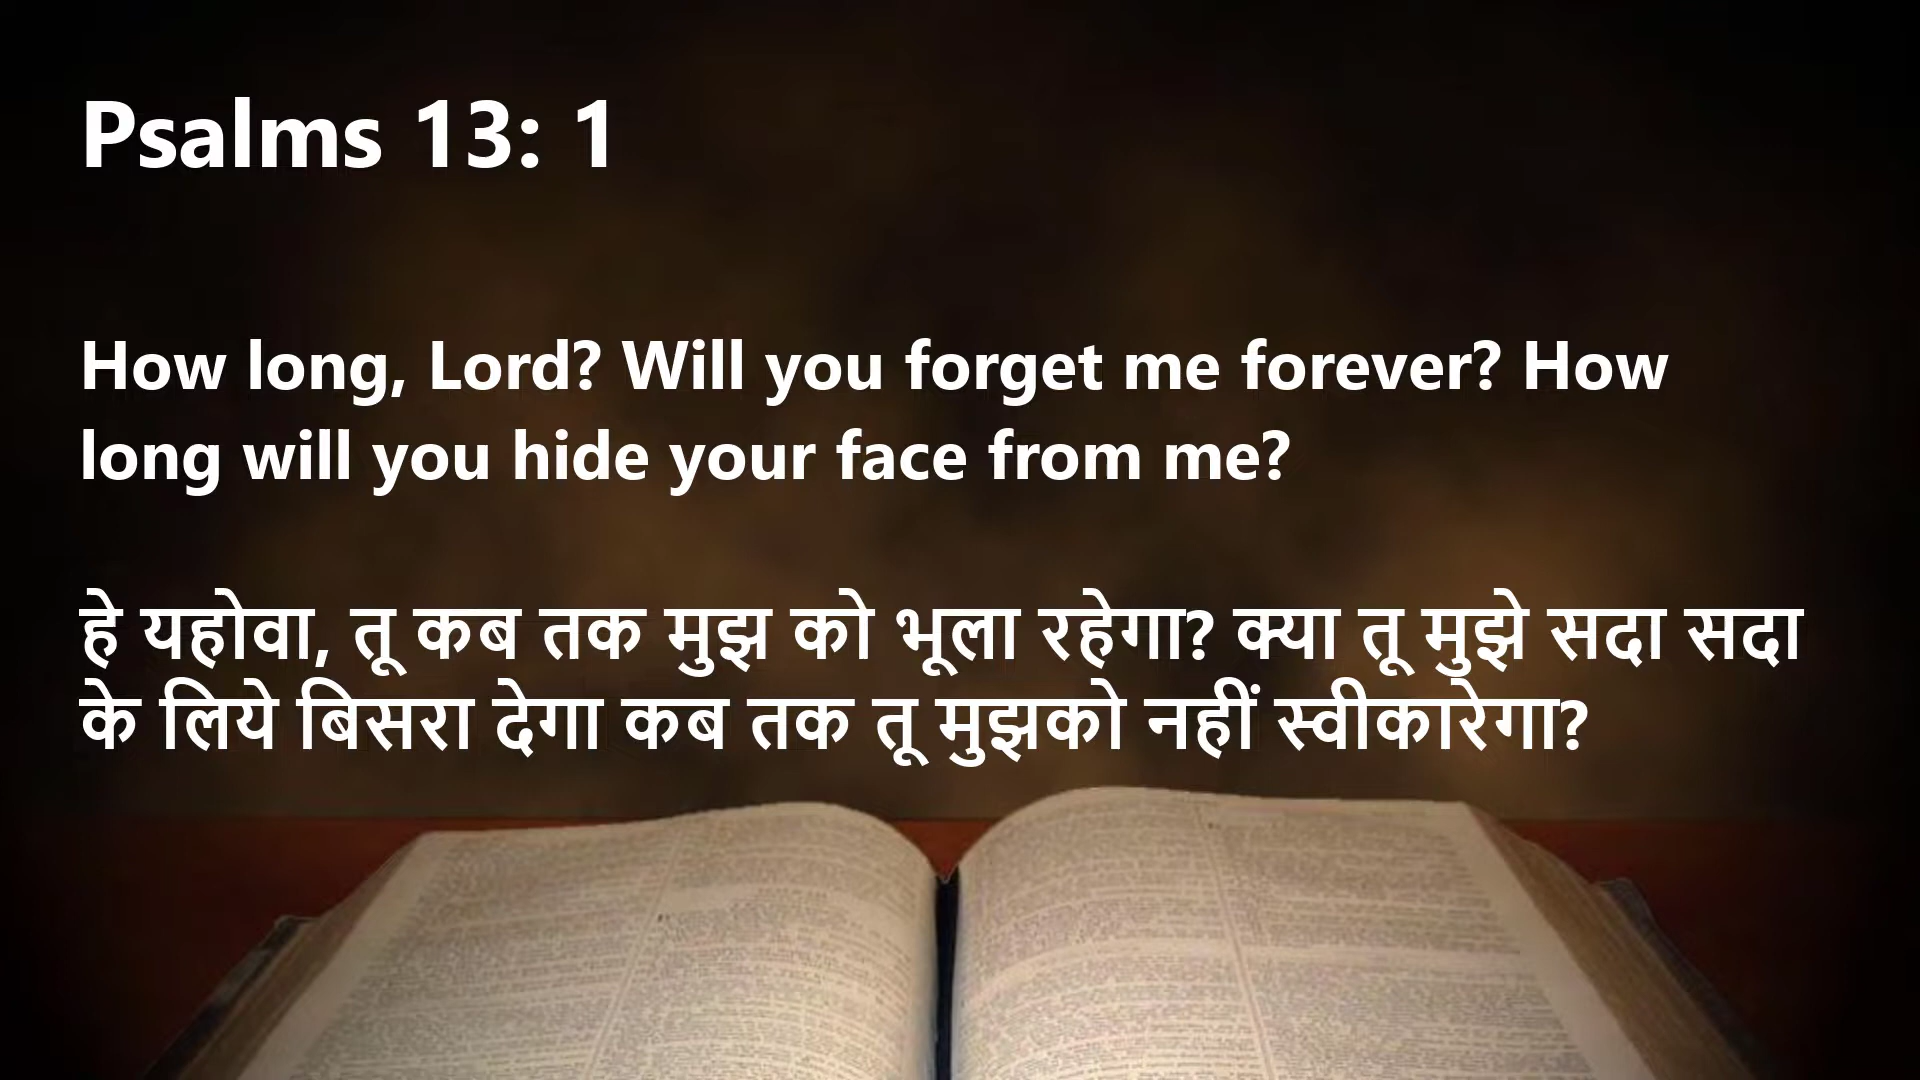 Psalms 13: 1
How long, Lord? Will you forget me forever? How
long will you hide your face from me?
हे यहोवा, तू कब तक मुझ को भूला रहेगा? क्या तू मुझे सदा सदा
के लिये बिसरा देगा कब तक तू मुझको नहीं स्वीकारेगा?